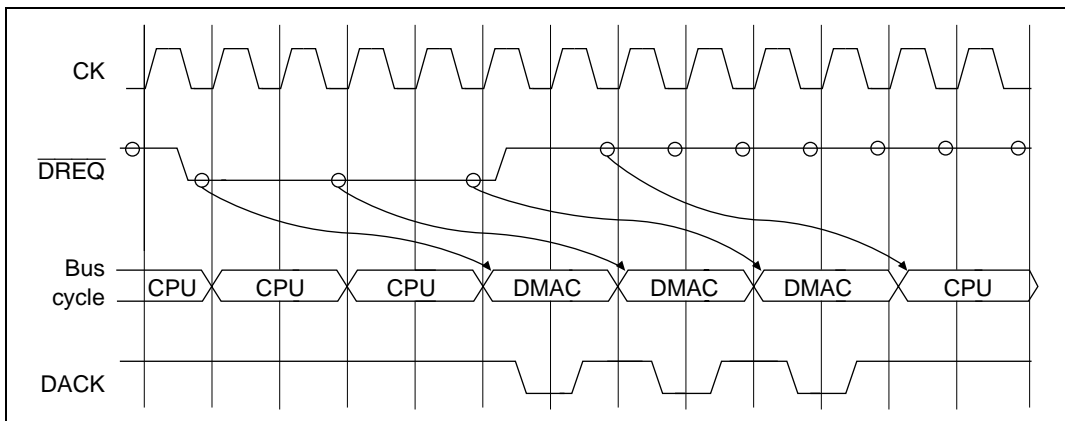 CK
DREQ
Bus
cycle
CPU CPU CPU DMAC DMAC DMAC CPU
DACK